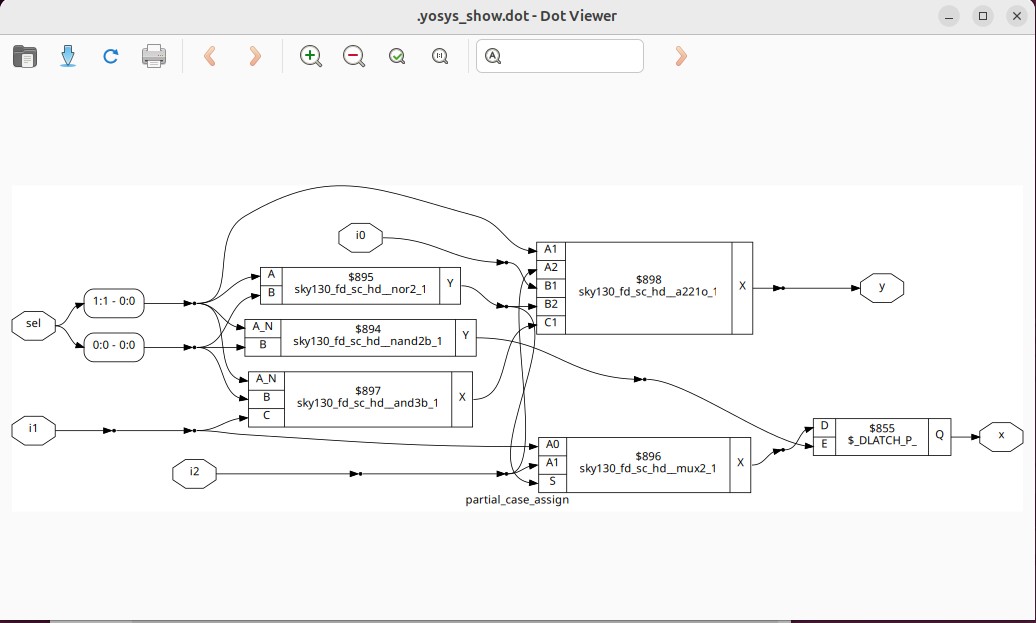 .yosys_show.dot - Dot Viewer
A
sel
1:1 - 0:0
0:0 - 0:0
i0
i1
i2
A
B
$895
sky130_fd_sc_hd__nor2_1
Y
A_N
B
$894
sky130_fd_sc_hd__nand2b_1
Y
A_N
B
C
$897
sky130_fd_sc_hd__and3b_1
X
A1
A2
B1
B2
C1
$898
sky130_fd_sc_hd__a221o_1
X
y
A0
A1
S
$896
sky130_fd_sc_hd__mux2_1
X
D
E
$855
$_DLATCH_P_
Q
x
partial_case_assign